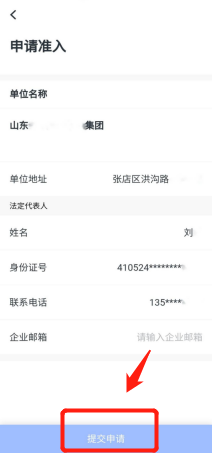 申请准入
单位名称
山东 集团
单位地址 张店区洪沟路
法定代表人
姓名 刘
身份证号 410524********
联系电话 135****
企业邮箱 请输入企业邮箱
提交申请